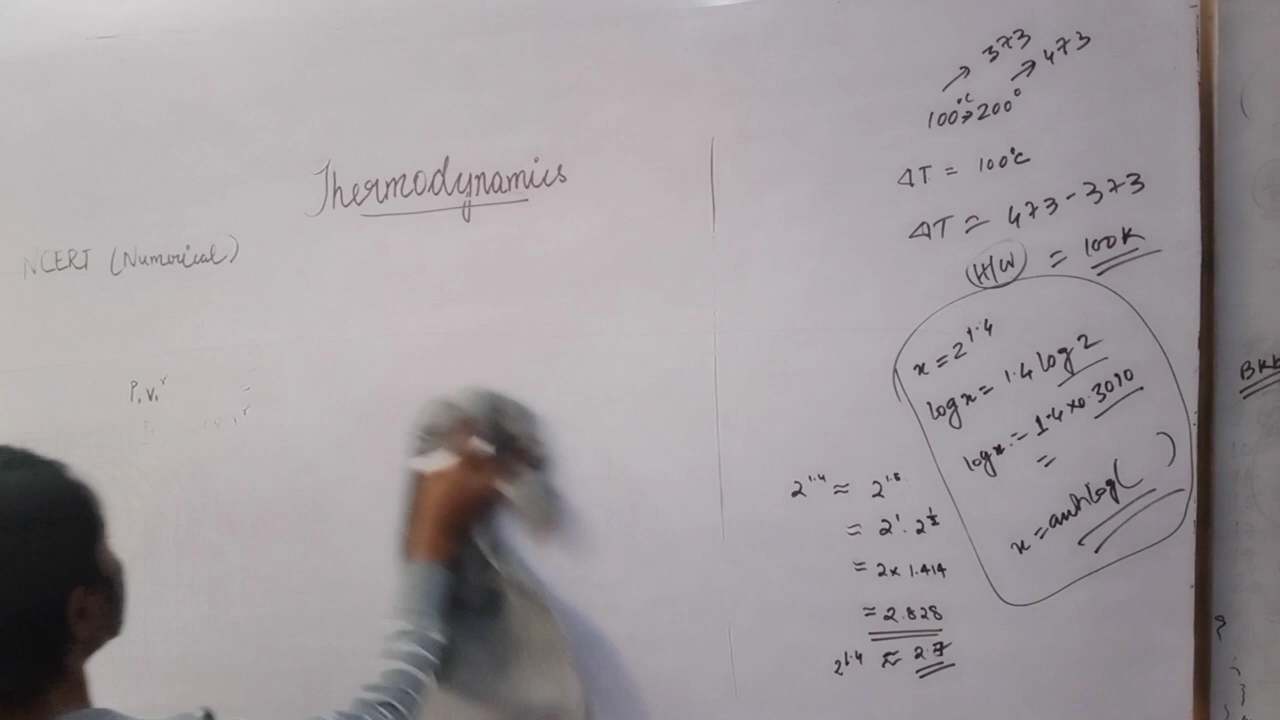 Thermodynamics
NCERT (Numerical)
P₁V₁ʳ
→ 373
→ 473
100°C → 200°
ΔT = 100°C
ΔT = 473 - 373
= 100K
H/W
x = 2^1.4
log x = 1.4 log 2
log x = 1.4 x 0.3010
=
x = antilog( )
2^1.4 ≈ 2^1.5
= 2^1 . 2^½
= 2 x 1.414
= 2.828
2^1.4 ≈ 2.7